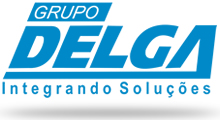 GRUPO
DELGA
Integrando Soluções